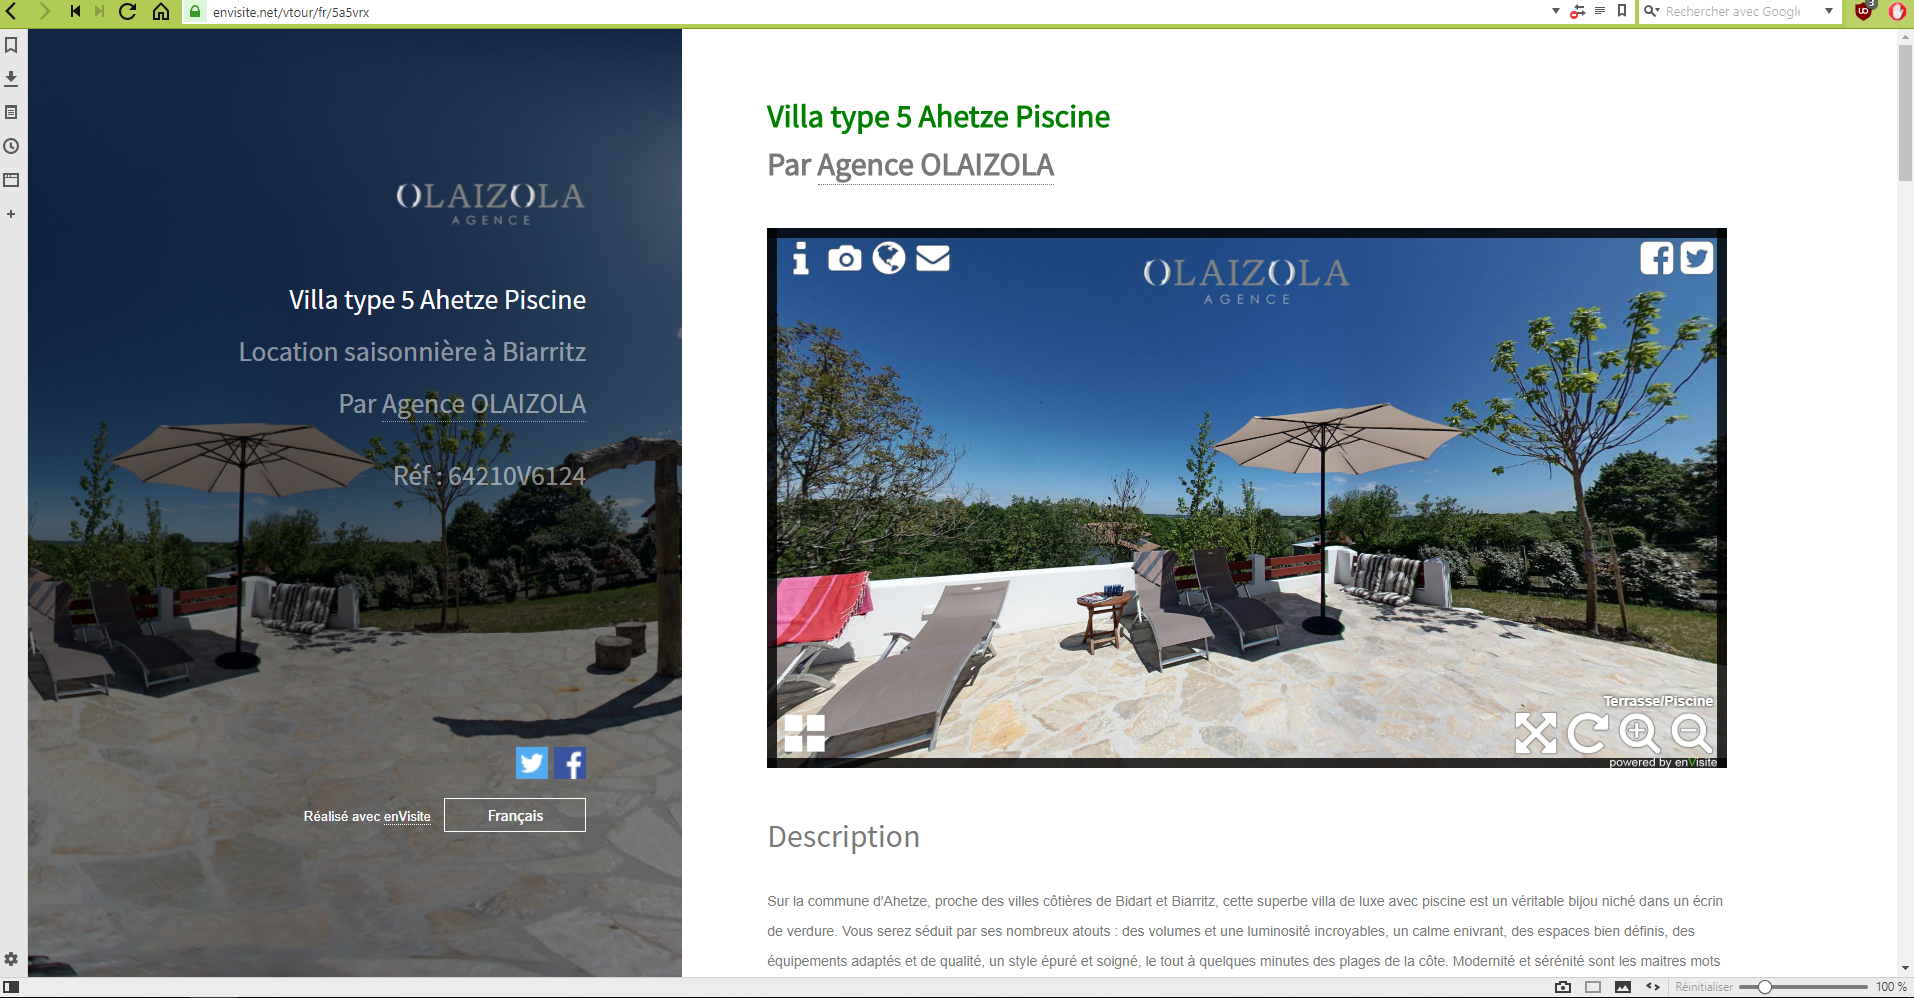 envisite.net/vtour/fr/5a5vrx
Rechercher avec Google
3
OLAIZOLA
AGENCE
Villa type 5 Ahetze Piscine
Location saisonnière à Biarritz
Par Agence OLAIZOLA
Réf : 64210V6124
Réalisé avec enVisite
Français
Villa type 5 Ahetze Piscine
Par Agence OLAIZOLA
OLAIZOLA
AGENCE
Terrasse/Piscine
powered by enVisite
Description
Sur la commune d'Ahetze, proche des villes côtières de Bidart et Biarritz, cette superbe villa de luxe avec piscine est un véritable bijou niché dans un écrin
de verdure. Vous serez séduit par ses nombreux atouts : des volumes et une luminosité incroyables, un calme enivrant, des espaces bien définis, des
équipements adaptés et de qualité, un style épuré et soigné, le tout à quelques minutes des plages de la côte. Modernité et sérénité sont les maitres mots
Réinitialiser
100 %